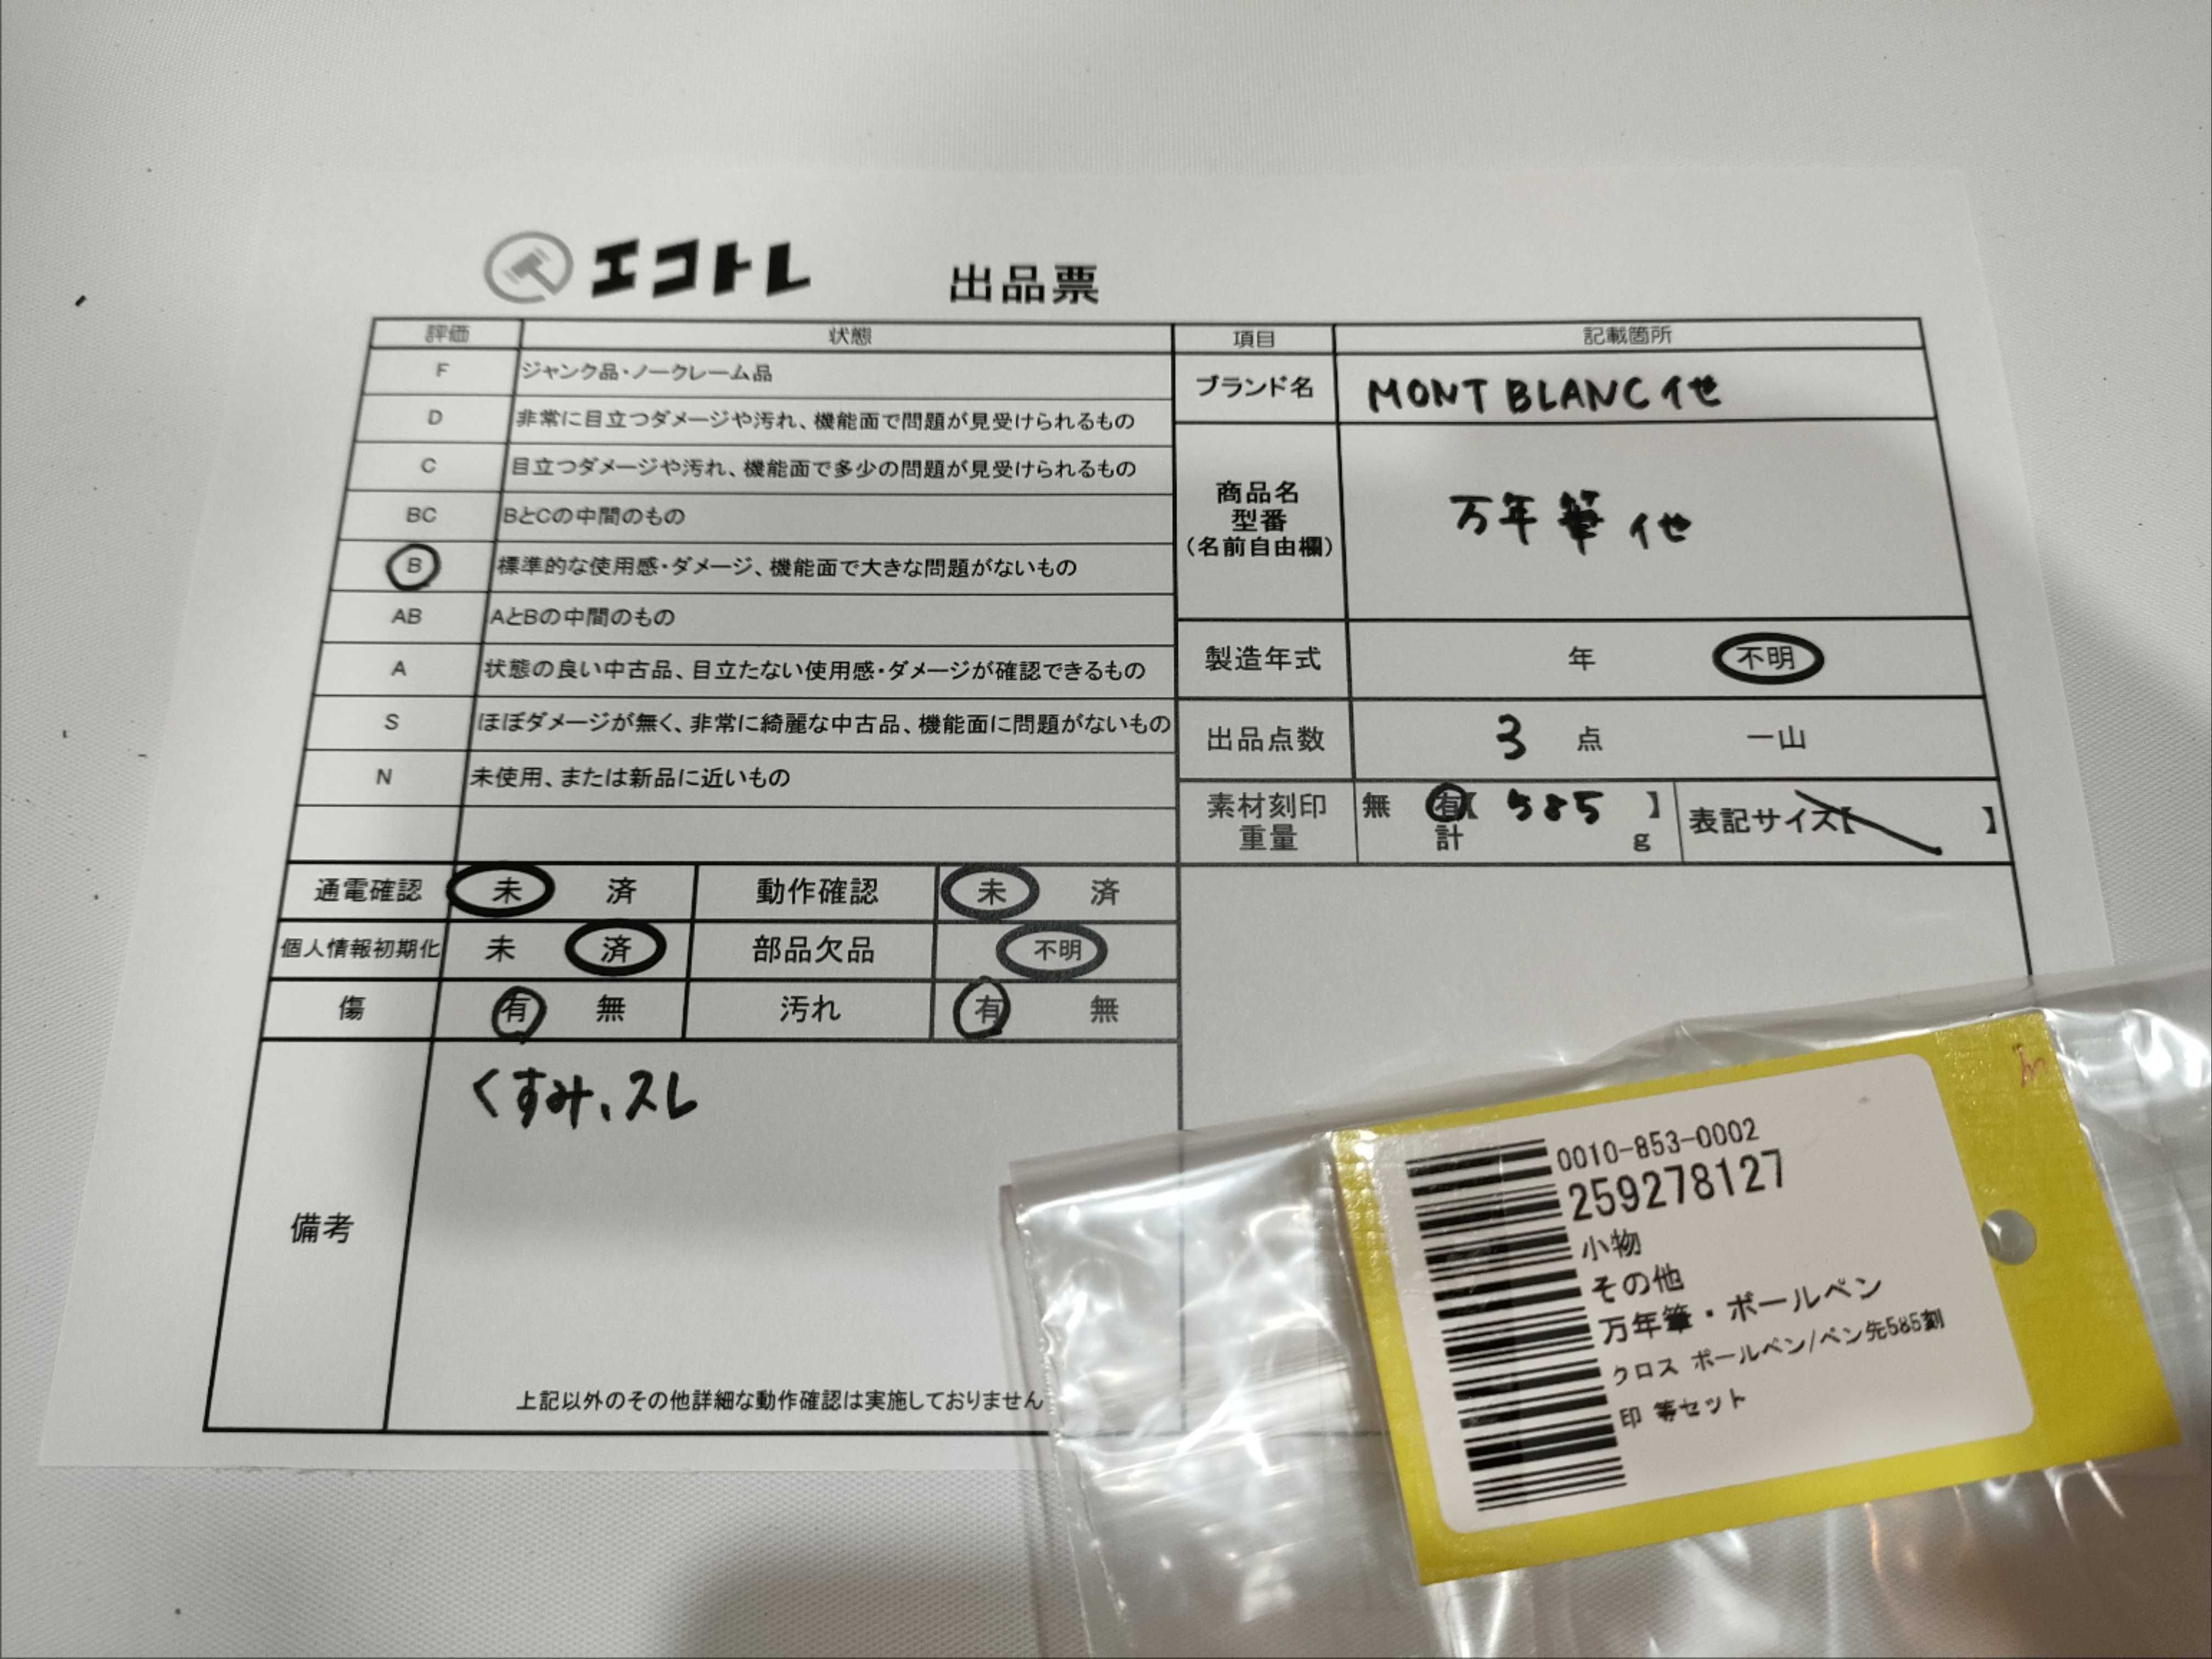 エコトレ 出品票
評価 状態
F ジャンク品・ノークレーム品
D 非常に目立つダメージや汚れ、機能面で問題が見受けられるもの
C 目立つダメージや汚れ、機能面で多少の問題が見受けられるもの
BC BとCの中間のもの
B 標準的な使用感・ダメージ、機能面で大きな問題がないもの
AB AとBの中間のもの
A 状態の良い中古品、目立たない使用感・ダメージが確認できるもの
S ほぼダメージが無く、非常に綺麗な中古品、機能面に問題がないもの
N 未使用、または新品に近いもの
項目 記載箇所
ブランド名 MONT BLANC 他
商品名
型番
(名前自由欄)
万年筆 他
製造年式 年 不明
出品点数 3 点 一山
素材刻印 無 有【 585 】 表記サイズ【 】
重量 計 g
通電確認 未 済 動作確認 未 済
個人情報初期化 未 済 部品欠品 不明
傷 有 無 汚れ 有 無
備考
くすみ、スレ
上記以外のその他詳細な動作確認は実施しておりません
0010-853-0002
259278127
小物
その他
万年筆・ボールペン
クロス ボールペン/ペン先585刻
印 等セット